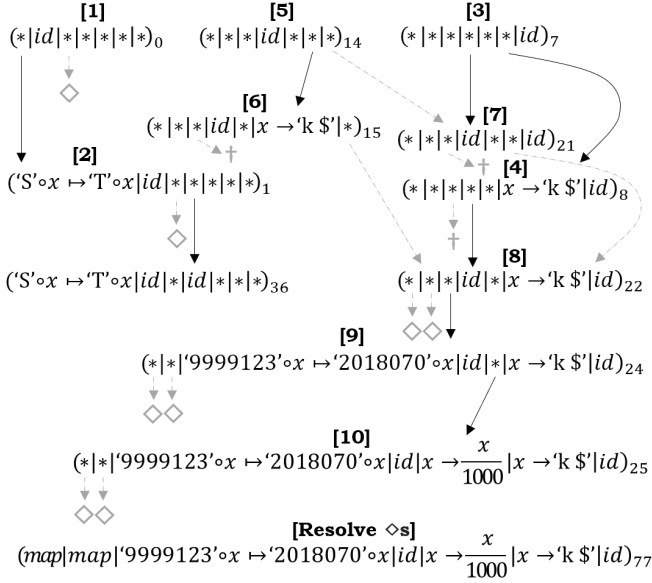 [1] [5] [3]
(∗|id|∗|∗|∗|∗|∗)₀ (∗|∗|∗|id|∗|∗|∗)₁₄ (∗|∗|∗|∗|∗|∗|id)₇
◇
[6] [7]
(∗|∗|∗|id|∗|x →‘k $’|∗)₁₅ (∗|∗|∗|id|∗|∗|id)₂₁
† †
[2] [4]
(‘S’∘x ↦‘T’∘x|id|∗|∗|∗|∗|∗)₁ (∗|∗|∗|∗|∗|x →‘k $’|id)₈
◇ †
[8]
(‘S’∘x ↦‘T’∘x|id|∗|id|∗|∗|∗)₃₆ (∗|∗|∗|id|∗|x →‘k $’|id)₂₂
◇ ◇
[9]
(∗|∗|‘9999123’∘x ↦‘2018070’∘x|id|∗|x →‘k $’|id)₂₄
◇ ◇
[10]
(∗|∗|‘9999123’∘x ↦‘2018070’∘x|id|x → x/1000 |x →‘k $’|id)₂₅
◇ ◇
[Resolve ◇s]
(map|map|‘9999123’∘x ↦‘2018070’∘x|id|x → x/1000 |x →‘k $’|id)₇₇